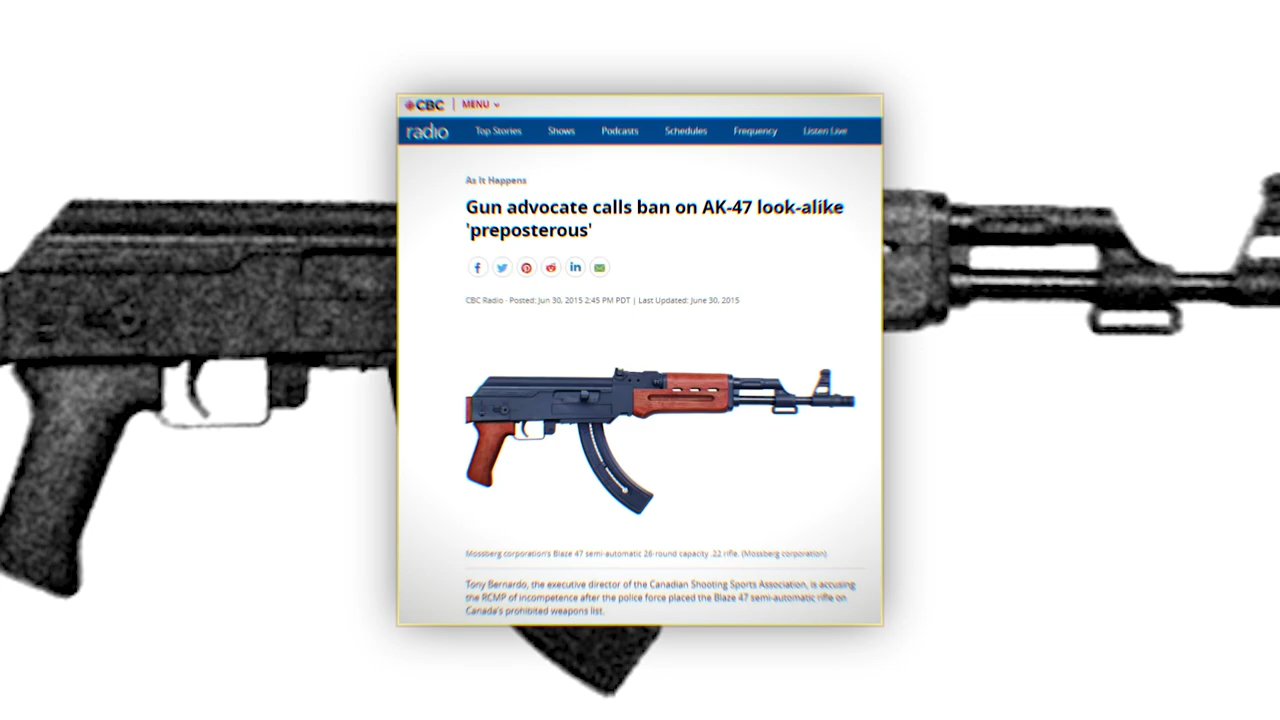 CBC | MENU
radio Top Stories Shows Podcasts Schedules Frequency Listen Live
As It Happens
Gun advocate calls ban on AK-47 look-alike
'preposterous'
CBC Radio · Posted: Jun 30, 2015 2:45 PM PDT | Last Updated: June 30, 2015
Mossberg corporation's Blaze 47 semi-automatic 26-round capacity .22 rifle. (Mossberg corporation)
Tony Bernardo, the executive director of the Canadian Shooting Sports Association, is accusing
the RCMP of incompetence after the police force placed the Blaze 47 semi-automatic rifle on
Canada's prohibited weapons list.